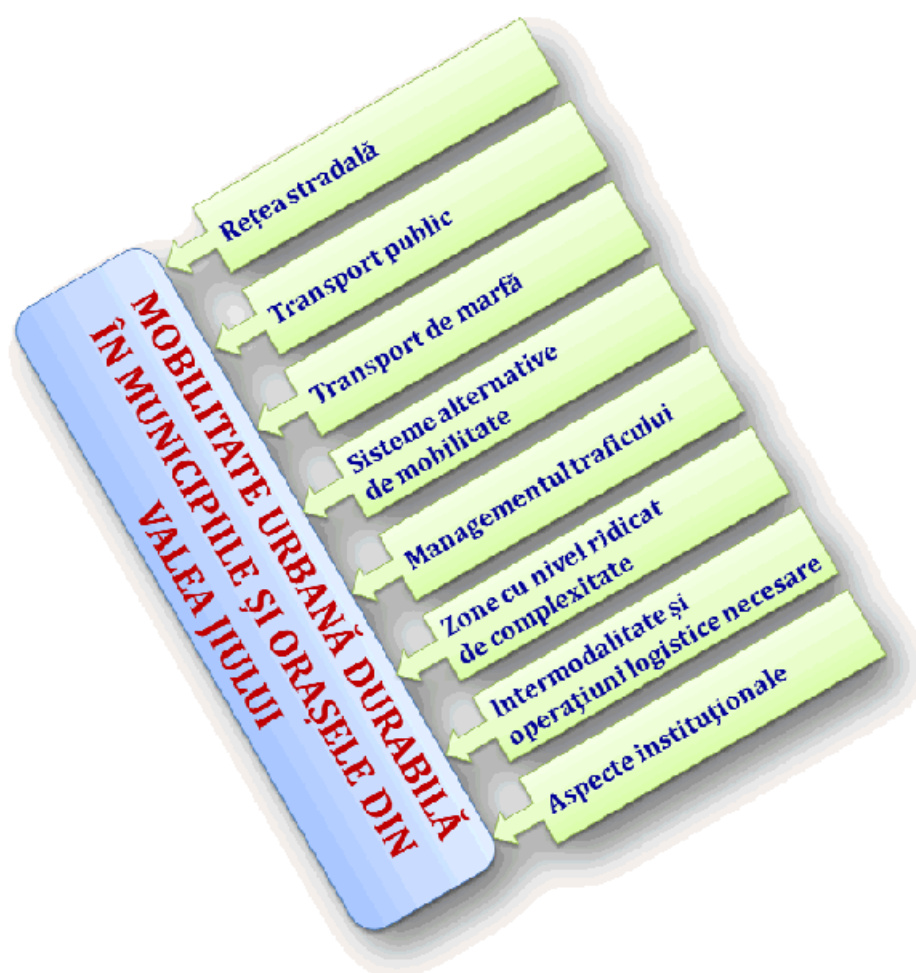 MOBILITATE URBANĂ DURABILĂ
ÎN MUNICIPIILE ȘI ORAȘELE DIN
VALEA JIULUI
Rețea stradală
Transport public
Transport de marfă
Sisteme alternative
de mobilitate
Managementul traficului
Zone cu nivel ridicat
de complexitate
Intermodalitate și
operațiuni logistice necesare
Aspecte instituționale